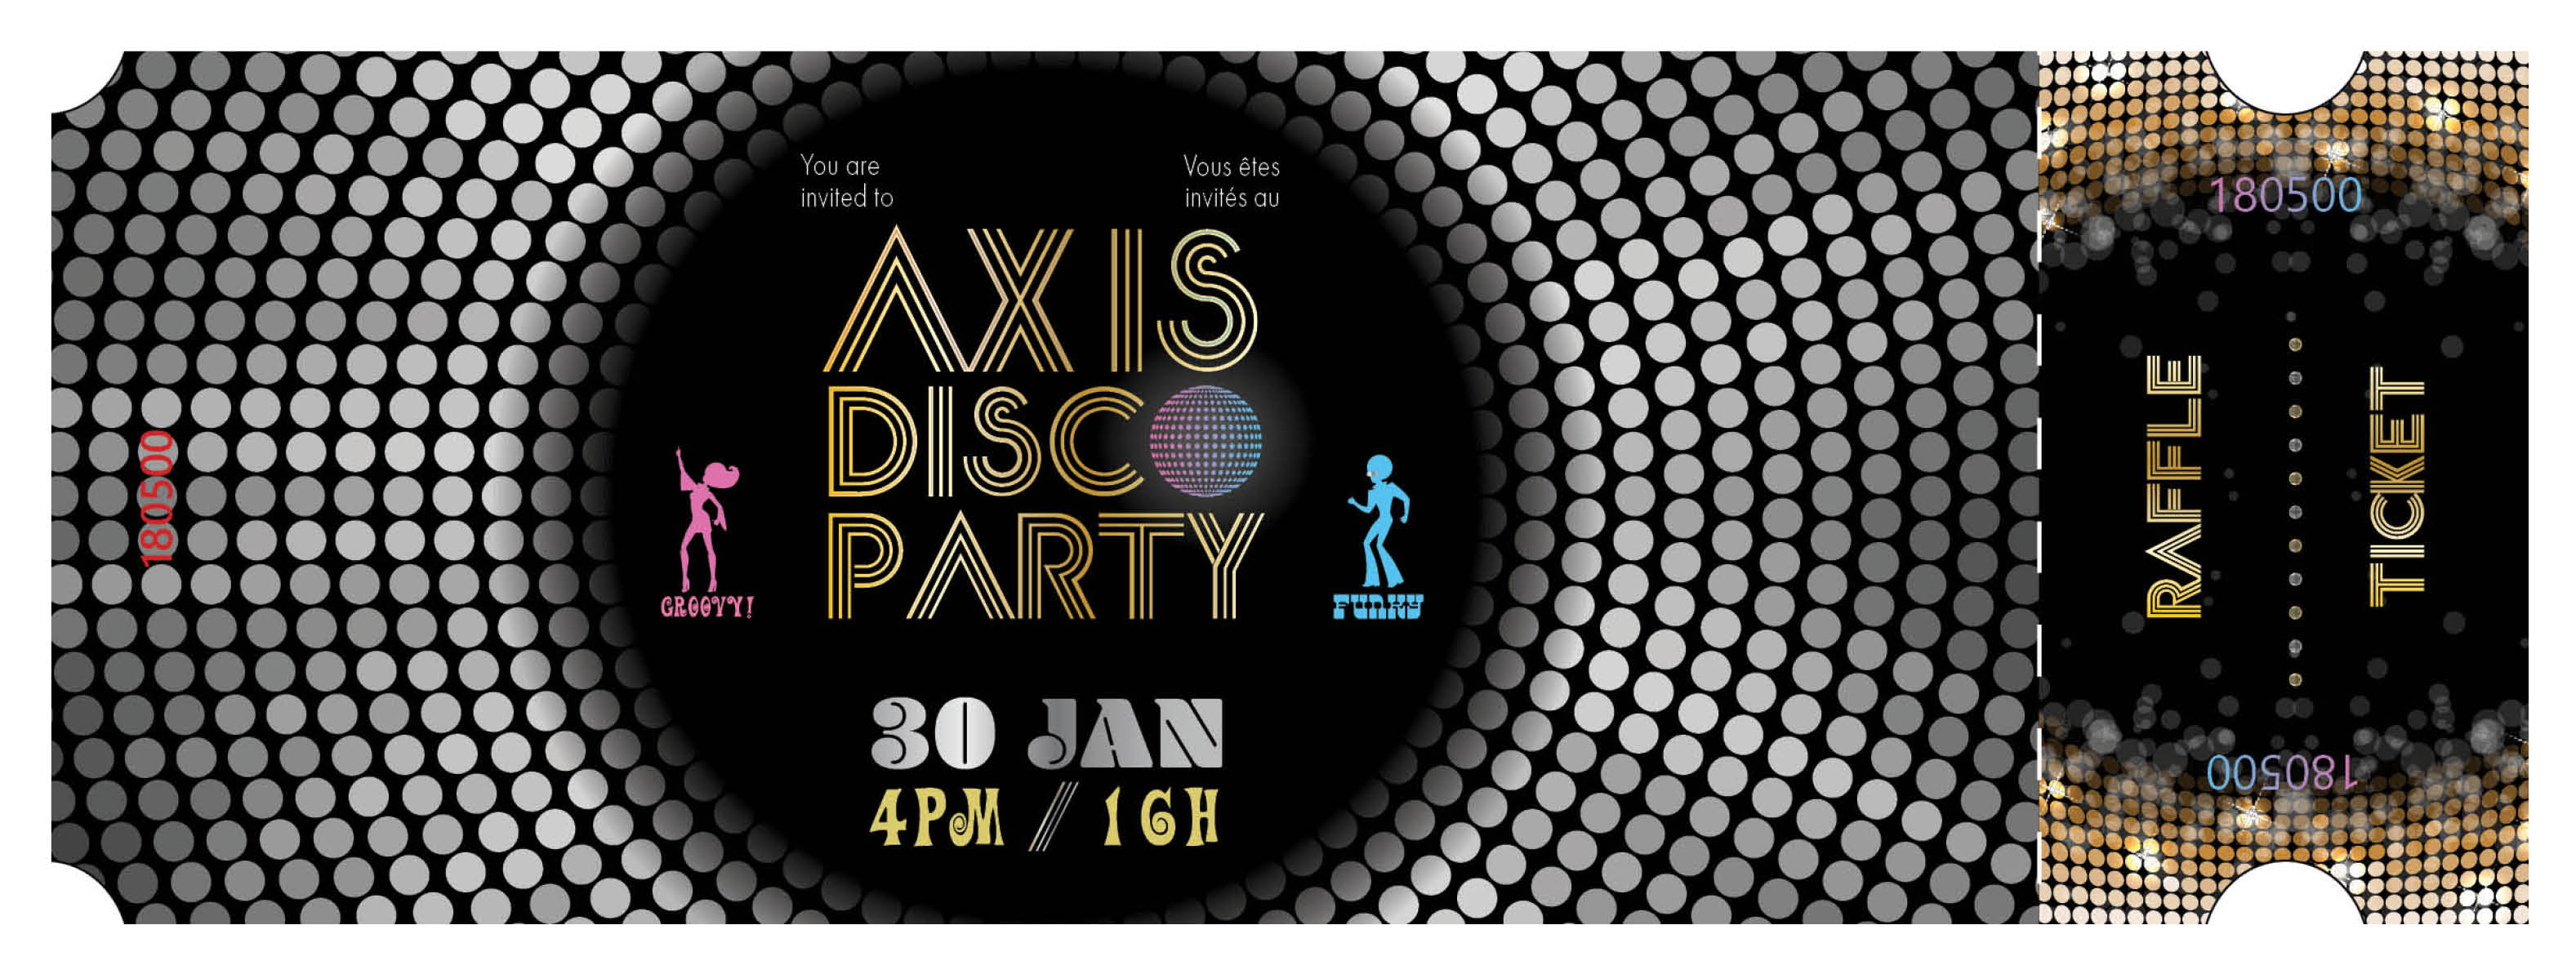 180500
You are
invited to
Vous êtes
invités au
AXIS
DISCO
PARTY
GROOVY!
FUNKY
30 JAN
4PM / 16H
180500
RAFFLE
TICKET
180500